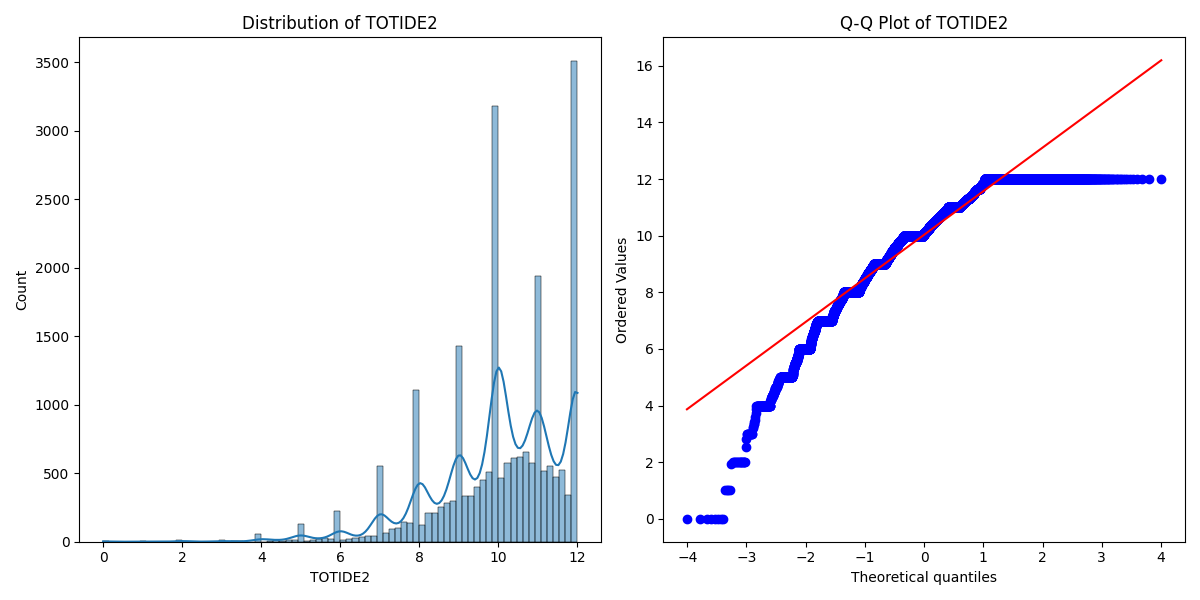 Distribution of TOTIDE2
Count
3500
3000
2500
2000
1500
1000
500
0
0 2 4 6 8 10 12
TOTIDE2
Q-Q Plot of TOTIDE2
Ordered Values
16
14
12
10
8
6
4
2
0
−4 −3 −2 −1 0 1 2 3 4
Theoretical quantiles